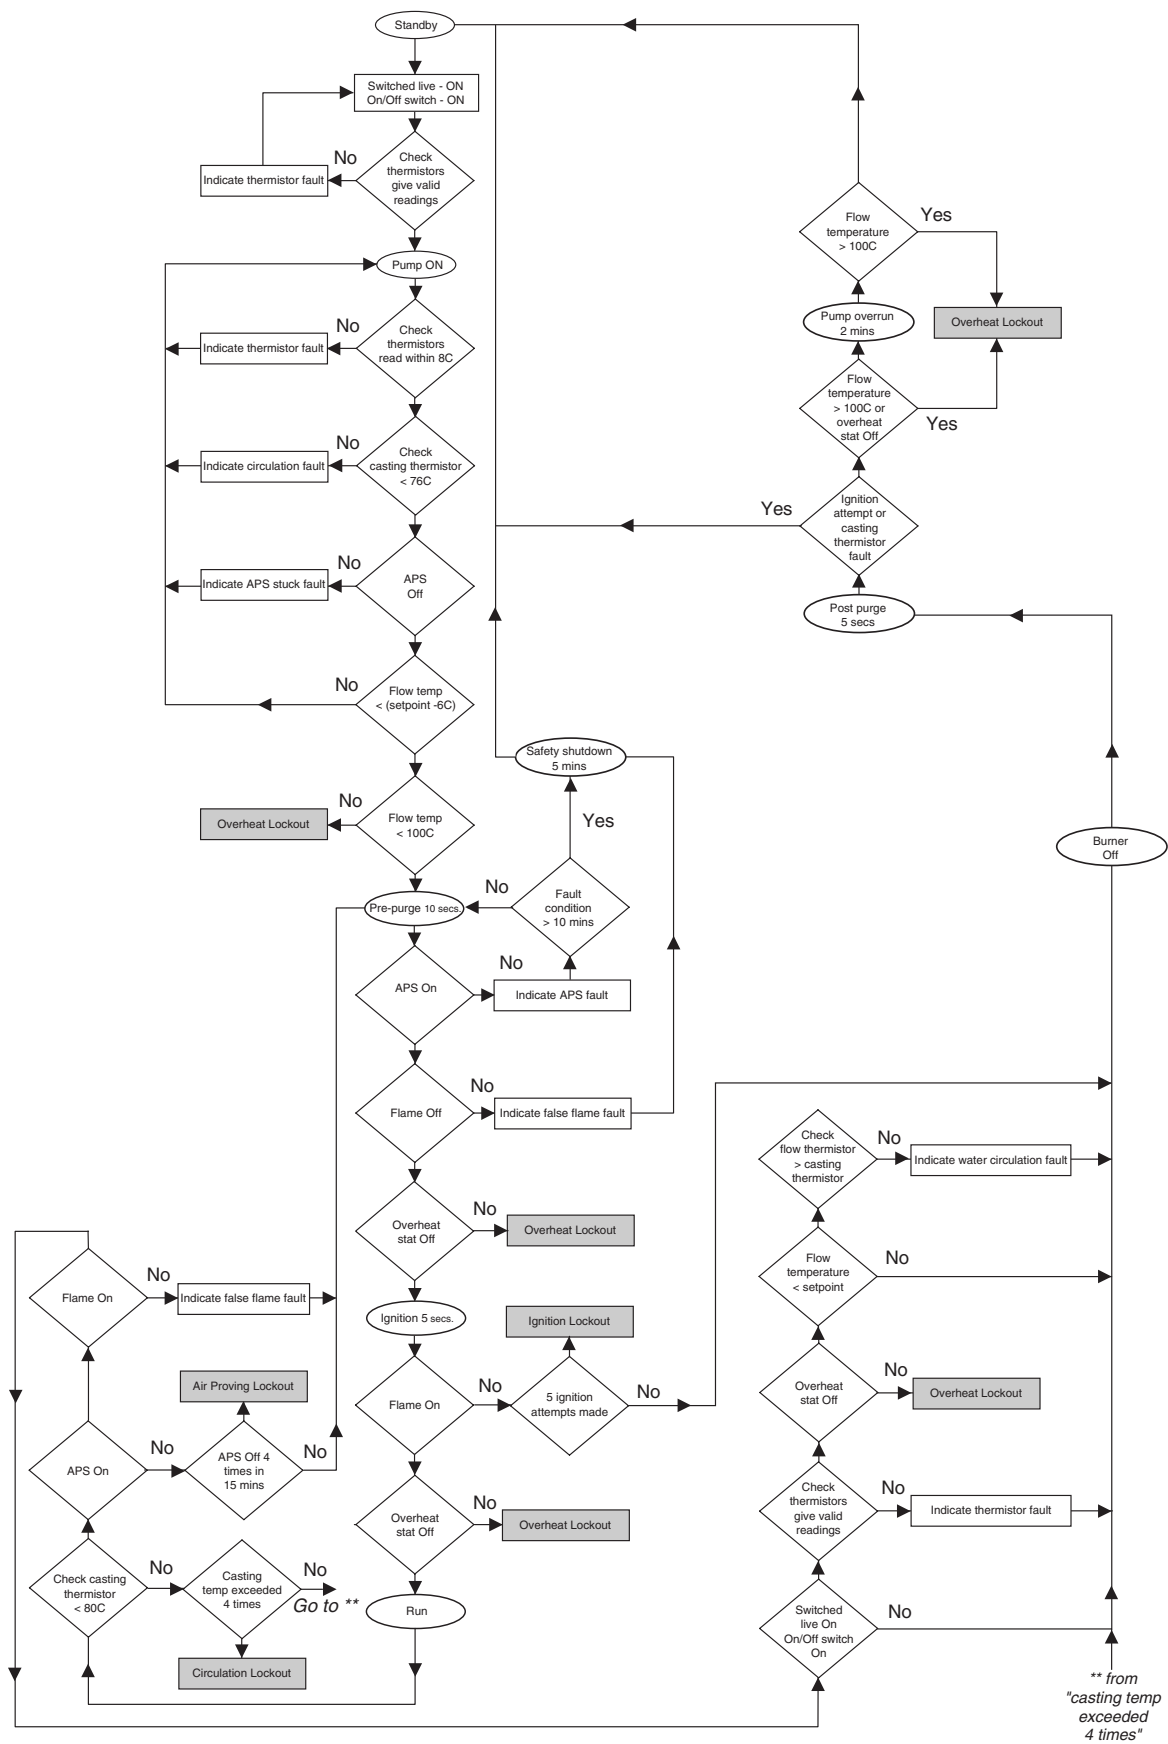 Standby
Switched live - ON
On/Off switch - ON
No
Indicate thermistor fault
Check
thermistors
give valid
readings
Pump ON
No
Indicate thermistor fault
Check
thermistors
read within 8C
No
Indicate circulation fault
Check
casting thermistor
< 76C
No
Indicate APS stuck fault
APS
Off
No
Flow temp
< (setpoint -6C)
No
Overheat Lockout
Flow temp
< 100C
Pre-purge 10 secs.
No
Fault
condition
> 10 mins
Yes
Safety shutdown
5 mins
APS On
No
Indicate APS fault
Flame Off
No
Indicate false flame fault
Overheat
stat Off
No
Overheat Lockout
Ignition 5 secs.
Ignition Lockout
Flame On
No
5 ignition
attempts made
No
Overheat
stat Off
No
Overheat Lockout
Run
Flame On
No
Indicate false flame fault
Air Proving Lockout
APS On
No
APS Off 4
times in
15 mins
No
Check casting
thermistor
< 80C
No
Casting
temp exceeded
4 times
No
Go to **
Circulation Lockout
Flow
temperature
> 100C
Yes
Pump overrun
2 mins
Overheat Lockout
Flow
temperature
> 100C or
overheat
stat Off
Yes
Yes
Ignition
attempt or
casting
thermistor
fault
Post purge
5 secs
Burner
Off
Check
flow thermistor
> casting
thermistor
No
Indicate water circulation fault
Flow
temperature
< setpoint
No
Overheat
stat Off
No
Overheat Lockout
Check
thermistors
give valid
readings
No
Indicate thermistor fault
Switched
live On
On/Off switch
On
No
** from
"casting temp
exceeded
4 times"